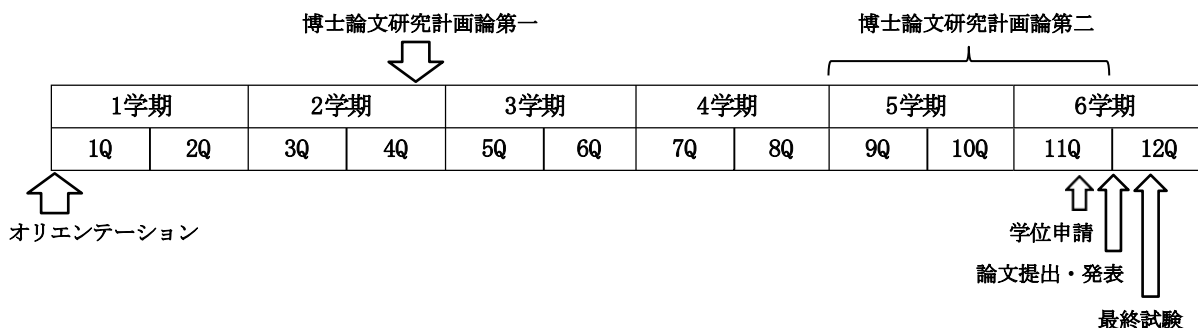 博士論文研究計画論第一 博士論文研究計画論第二
1学期 2学期 3学期 4学期 5学期 6学期
1Q 2Q 3Q 4Q 5Q 6Q 7Q 8Q 9Q 10Q 11Q 12Q
オリエンテーション 学位申請
論文提出・発表
最終試験